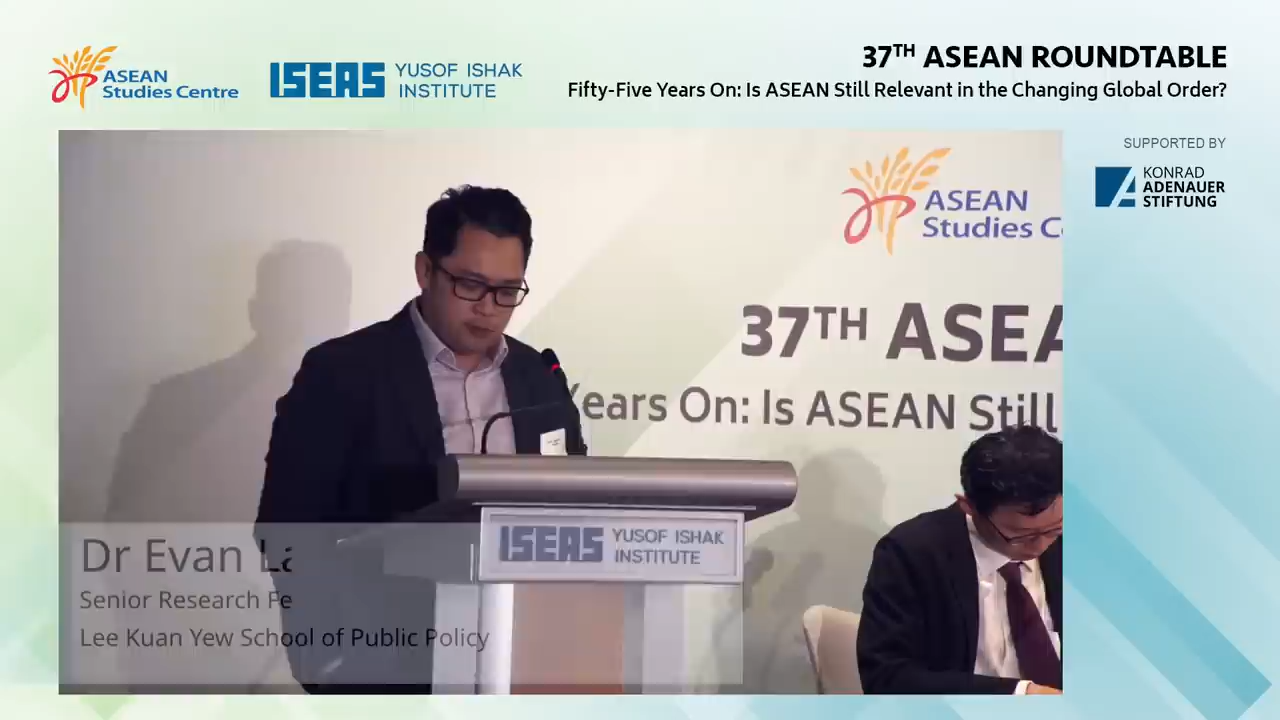 ASEAN
Studies Centre
ISEAS
YUSOF ISHAK
INSTITUTE
37TH ASEAN ROUNDTABLE
Fifty-Five Years On: Is ASEAN Still Relevant in the Changing Global Order?
SUPPORTED BY
KONRAD
ADENAUER
STIFTUNG
ASEAN
Studies Ce
37TH ASEA
Years On: Is ASEAN Still
ISEAS
YUSOF ISHAK
INSTITUTE
Dr Evan La
Senior Research Fe
Lee Kuan Yew School of Public Policy